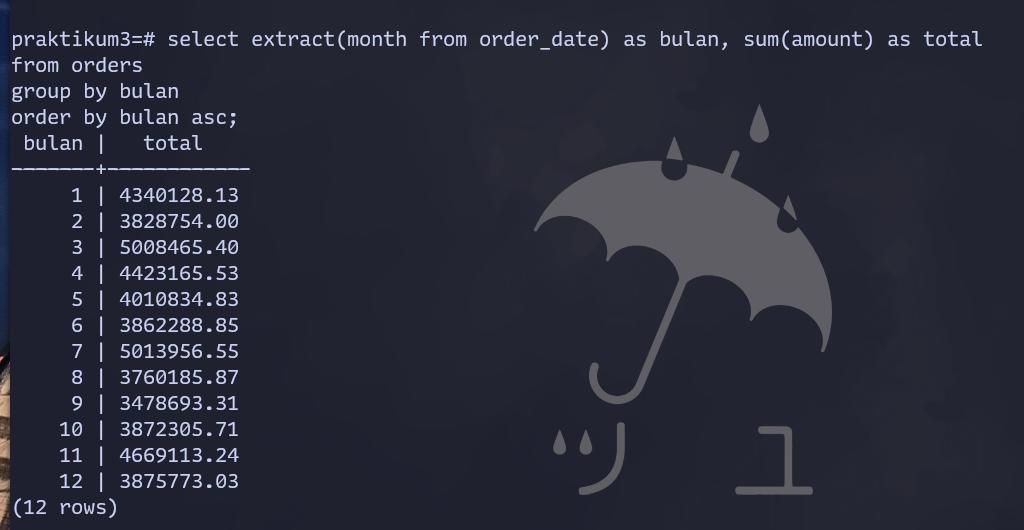 praktikum3=# select extract(month from order_date) as bulan, sum(amount) as total
from orders
group by bulan
order by bulan asc;
 bulan |   total
-------+------------
     1 | 4340128.13
     2 | 3828754.00
     3 | 5008465.40
     4 | 4423165.53
     5 | 4010834.83
     6 | 3862288.85
     7 | 5013956.55
     8 | 3760185.87
     9 | 3478693.31
    10 | 3872305.71
    11 | 4669113.24
    12 | 3875773.03
(12 rows)
ツユ